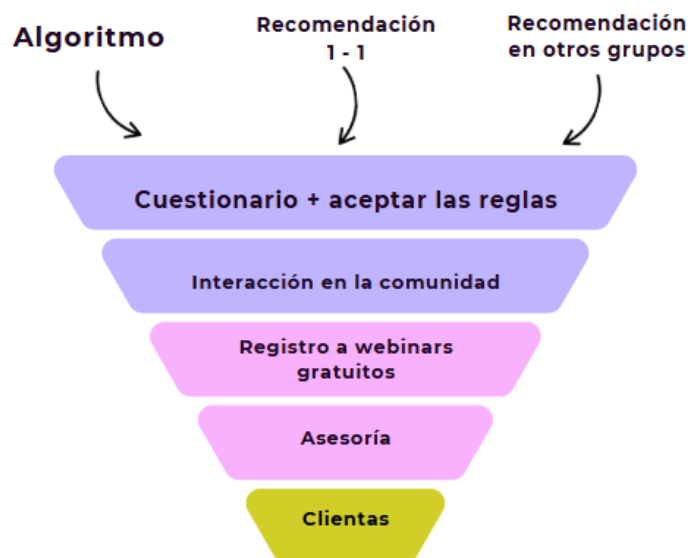 Algoritmo
Recomendación
1 - 1
Recomendación
en otros grupos
Cuestionario + aceptar las reglas
Interacción en la comunidad
Registro a webinars
gratuitos
Asesoría
Clientas